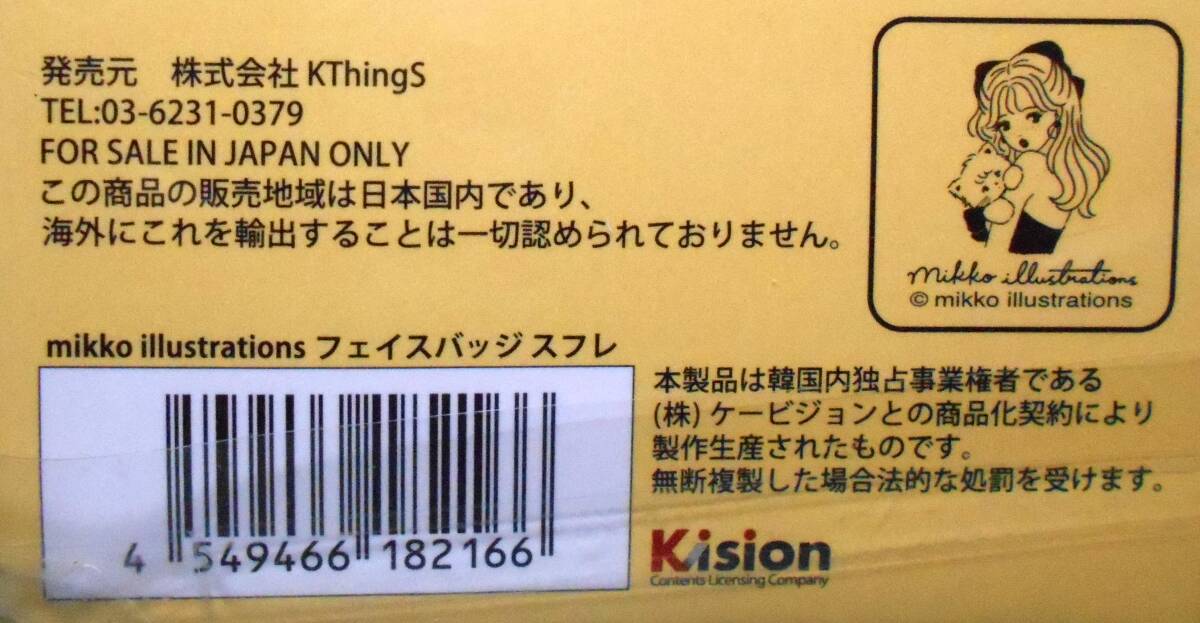 発売元　株式会社 KThingS
TEL:03-6231-0379
FOR SALE IN JAPAN ONLY
この商品の販売地域は日本国内であり、
海外にこれを輸出することは一切認められておりません。
mikko illustrations
© mikko illustrations
mikko illustrations フェイスバッジ スフレ
4 549466 182166
本製品は韓国内独占事業権者である
(株) ケービジョンとの商品化契約により
製作生産されたものです。
無断複製した場合法的な処罰を受けます。
Kvision
Contents Licensing Company